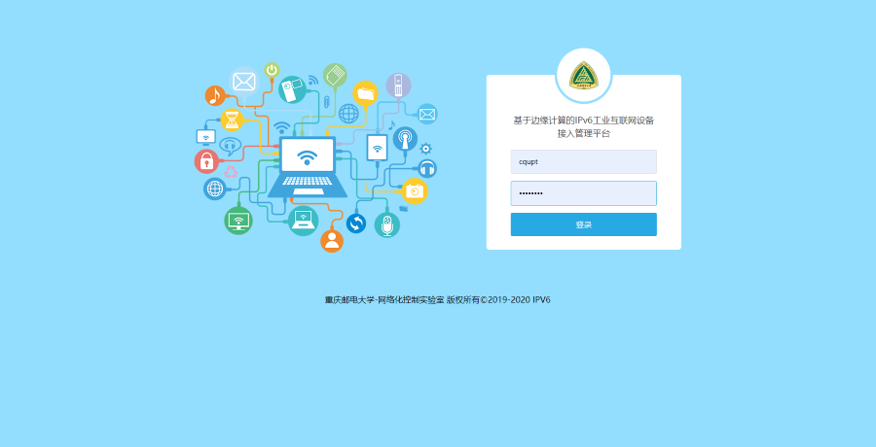 基于边缘计算的IPv6工业互联网设备
接入管理平台
cqupt
••••••••
登录
重庆邮电大学-网络化控制实验室 版权所有©2019-2020 IPV6